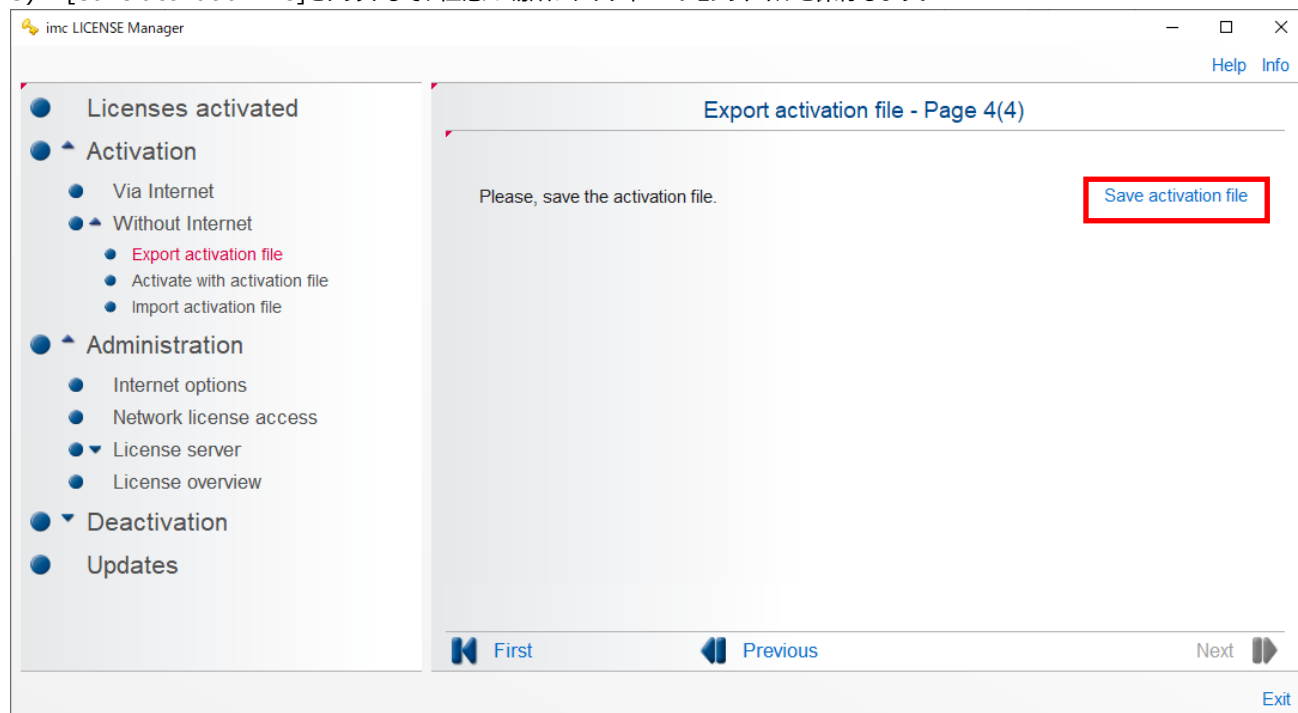 imc LICENSE Manager
Help Info
Licenses activated
Activation
Via Internet
Without Internet
Export activation file
Activate with activation file
Import activation file
Administration
Internet options
Network license access
License server
License overview
Deactivation
Updates
Export activation file - Page 4(4)
Please, save the activation file.
Save activation file
First
Previous
Next
Exit